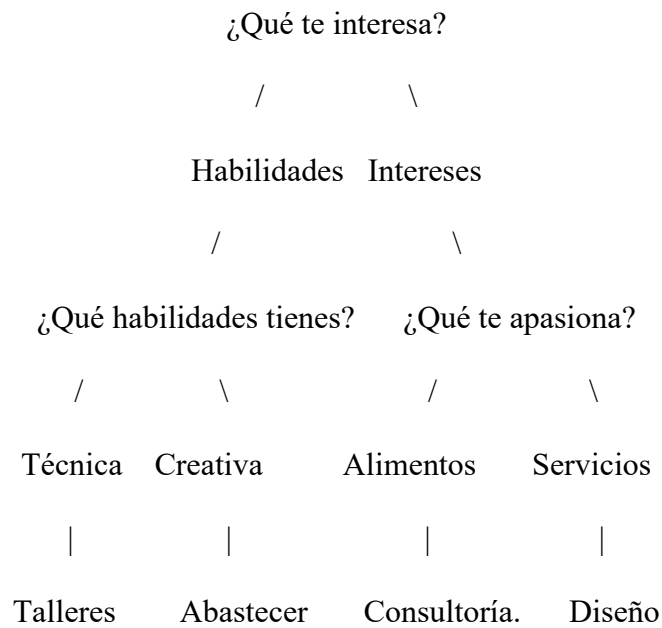 ¿Qué te interesa?
/ \
Habilidades Intereses
/ \
¿Qué habilidades tienes? ¿Qué te apasiona?
/ \ / \
Técnica Creativa Alimentos Servicios
| | | |
Talleres Abastecer Consultoría. Diseño